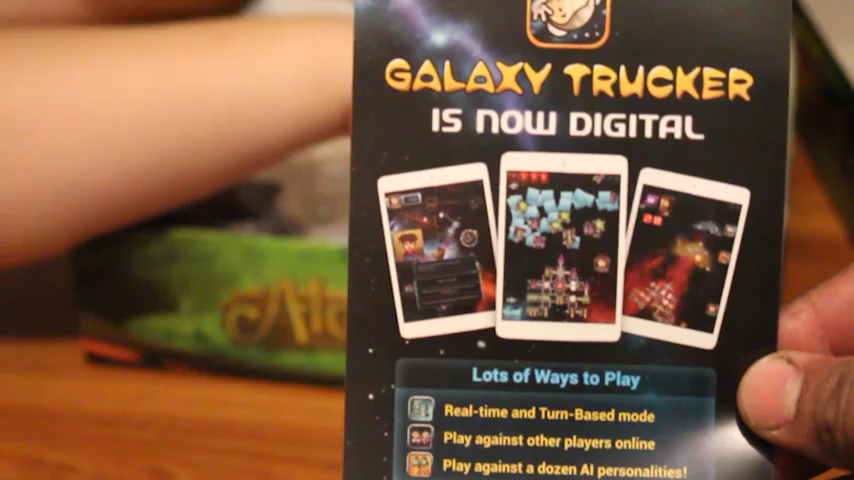 GALAXY TRUCKER
IS NOW DIGITAL
Lots of Ways to Play
Real-time and Turn-Based mode
Play against other players online
Play against a dozen AI personalities!